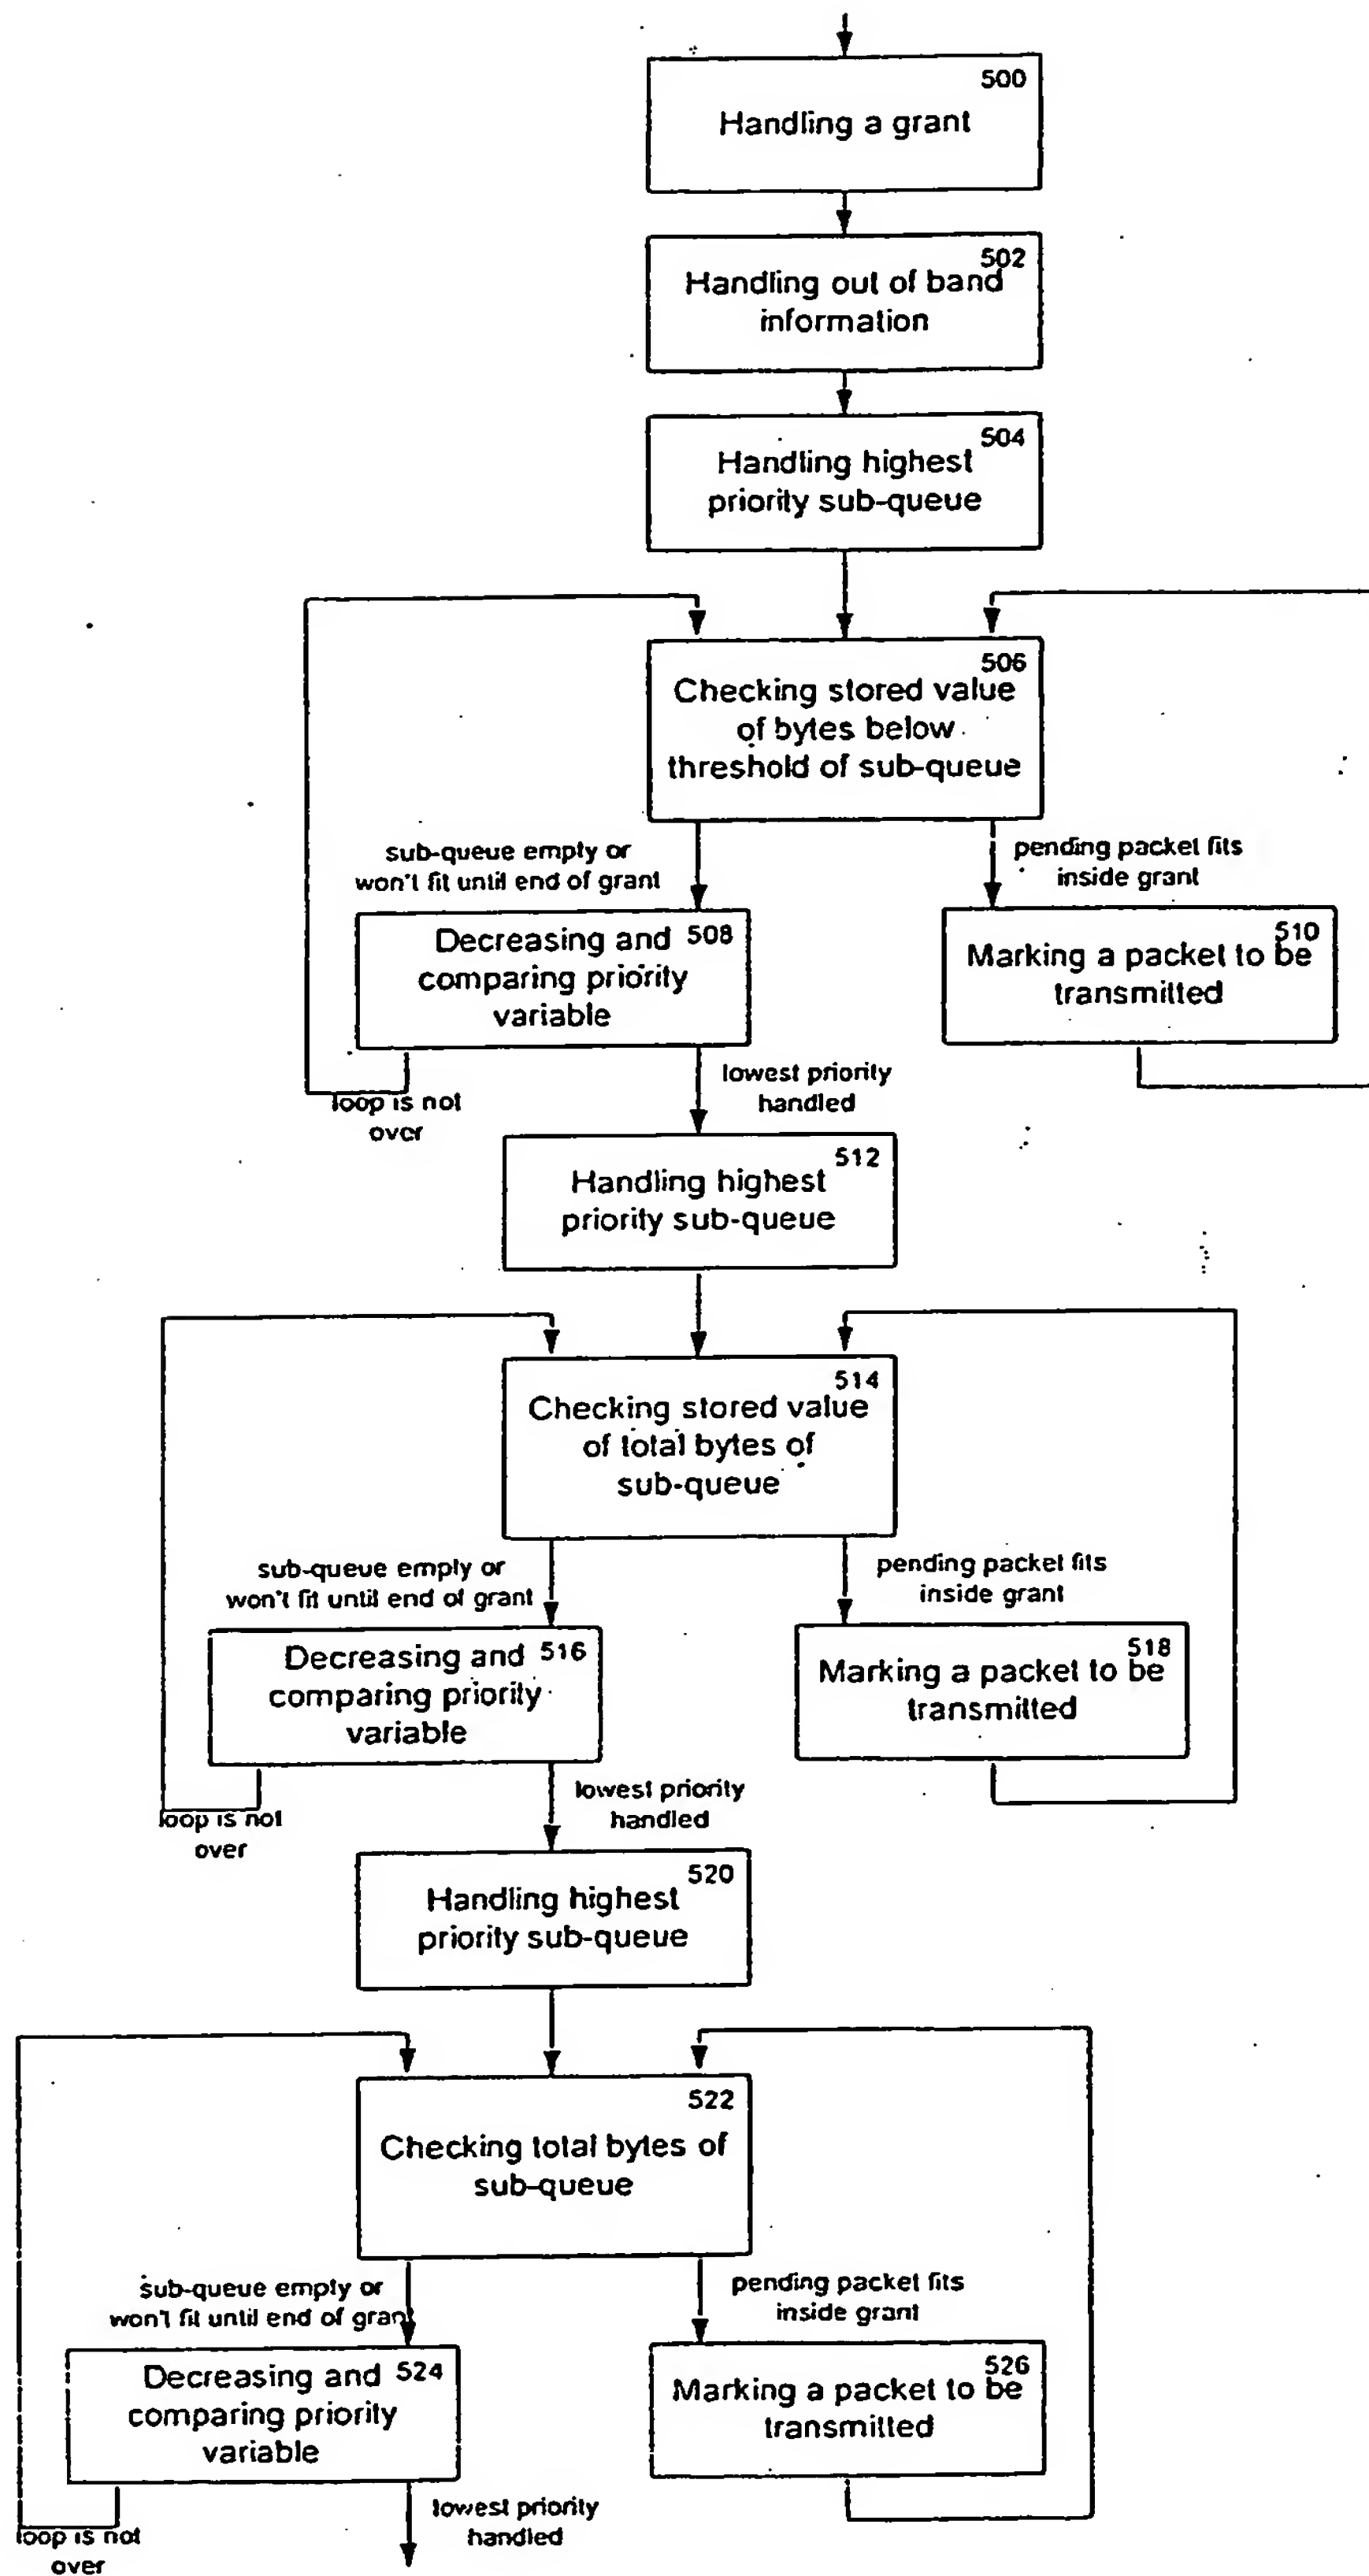 500
Handling a grant
502
Handling out of band
information
504
Handling highest
priority sub-queue
506
Checking stored value
of bytes below
threshold of sub-queue
sub-queue empty or
won't fit until end of grant
pending packet fits
inside grant
Decreasing and 508
comparing priority
variable
510
Marking a packet to be
transmitted
loop is not
over
lowest priority
handled
512
Handling highest
priority sub-queue
514
Checking stored value
of total bytes of
sub-queue
sub-queue empty or
won't fit until end of grant
pending packet fits
inside grant
Decreasing and 516
comparing priority
variable
518
Marking a packet to be
transmitted
loop is not
over
lowest priority
handled
520
Handling highest
priority sub-queue
522
Checking total bytes of
sub-queue
sub-queue empty or
won't fit until end of grant
pending packet fits
inside grant
Decreasing and 524
comparing priority
variable
526
Marking a packet to be
transmitted
loop is not
over
lowest priority
handled